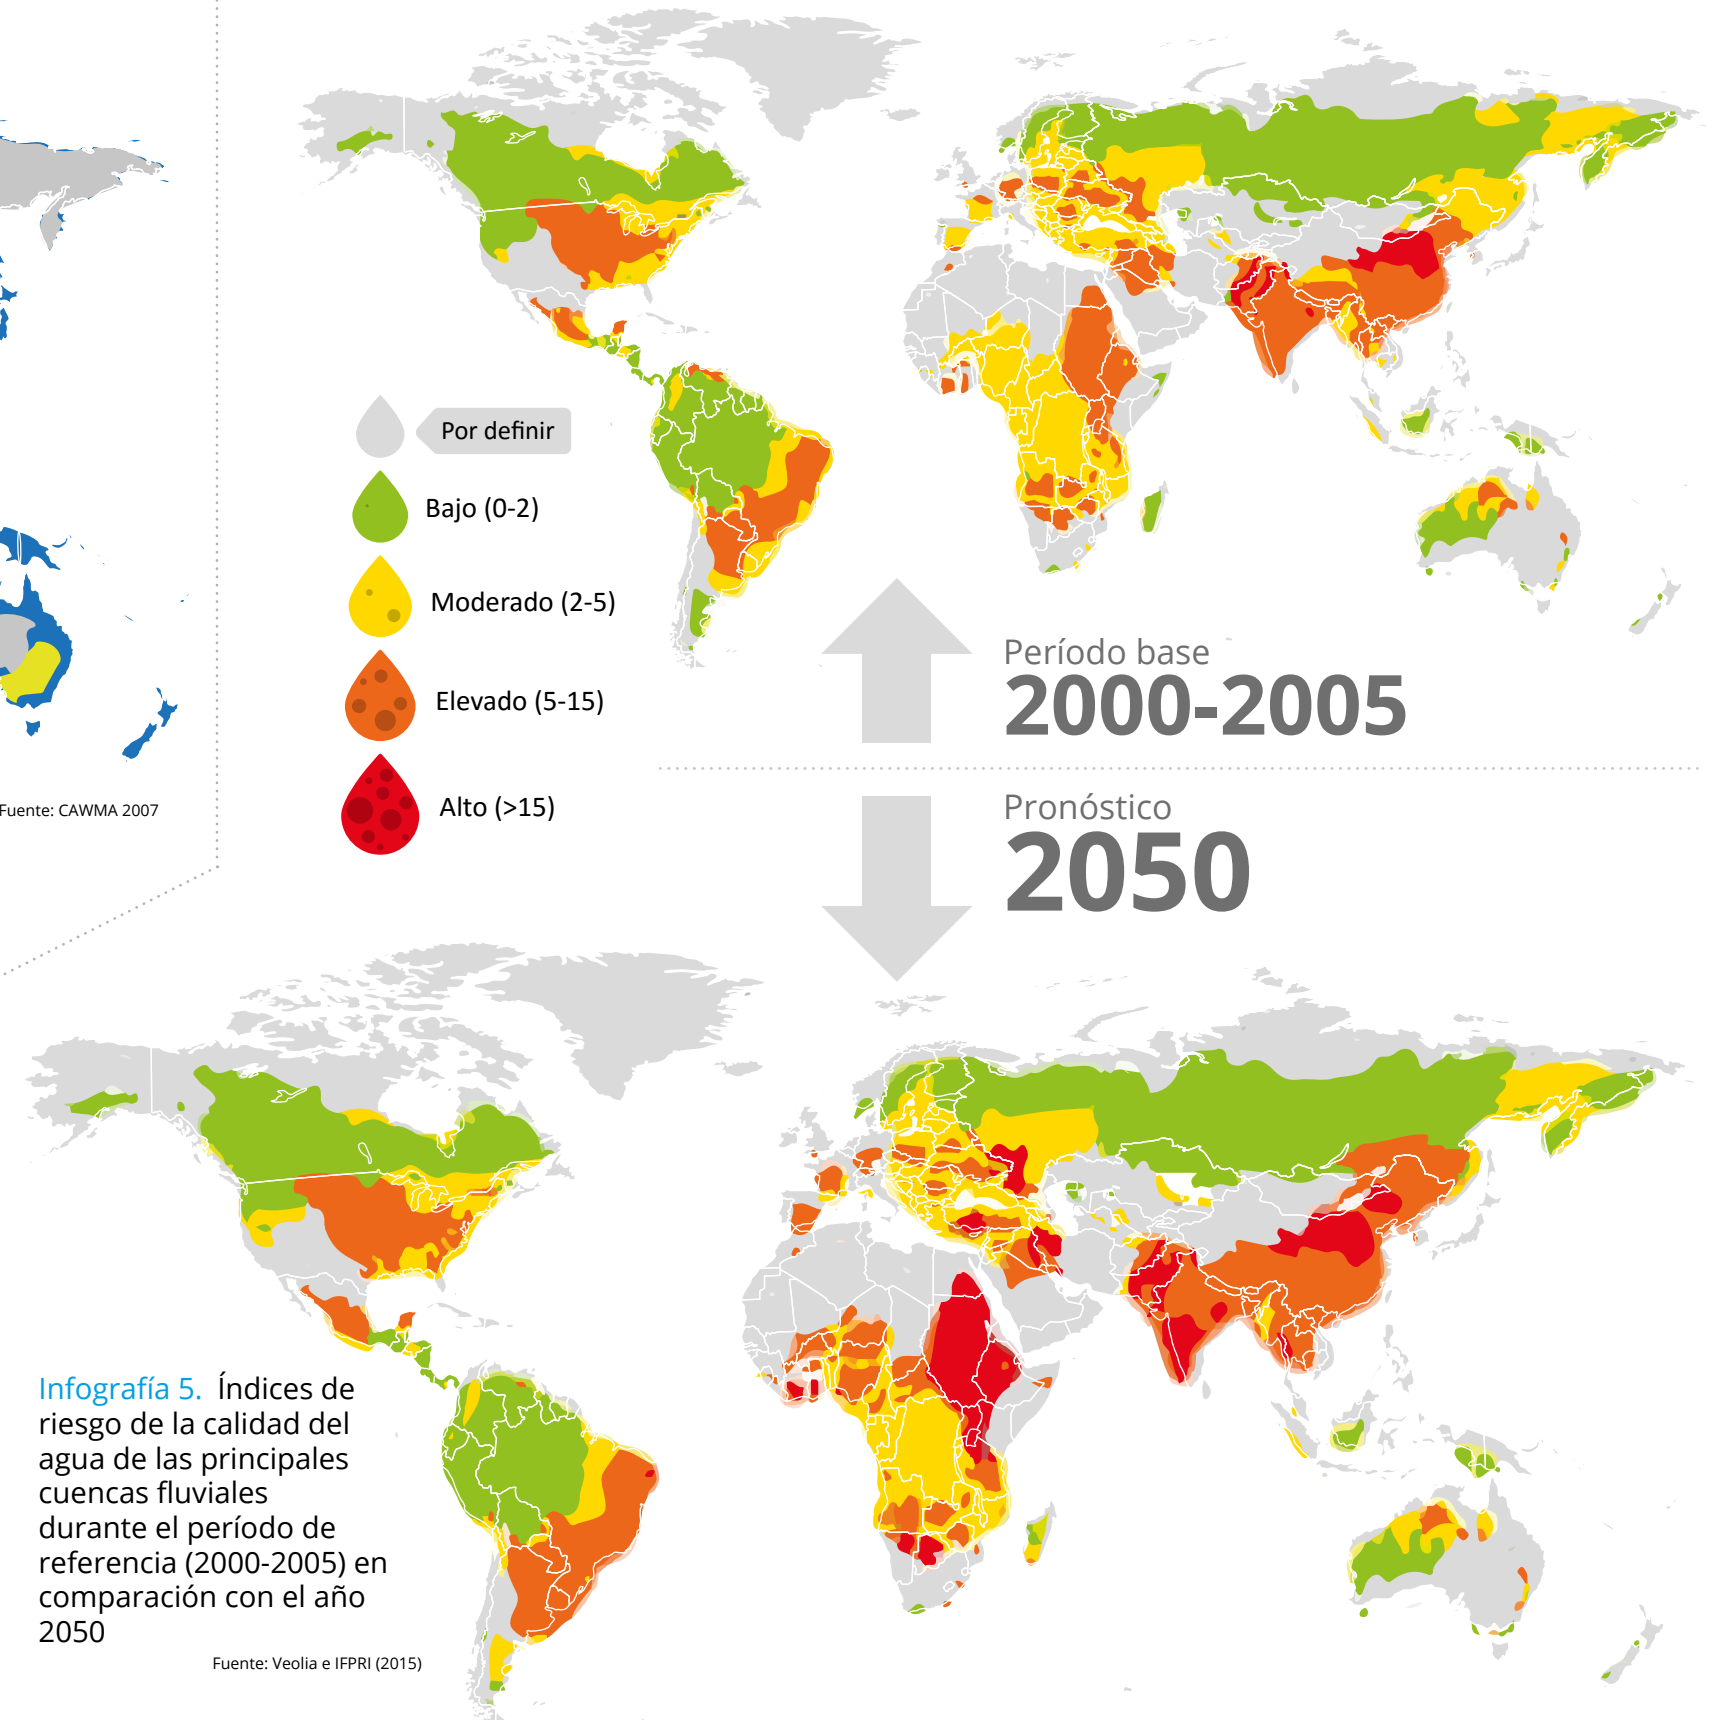 Por definir
Bajo (0-2)
Moderado (2-5)
Elevado (5-15)
Alto (>15)
Período base
2000-2005
Pronóstico
2050
Fuente: CAWMA 2007
Infografía 5. Índices de
riesgo de la calidad del
agua de las principales
cuencas fluviales
durante el período de
referencia (2000-2005) en
comparación con el año
2050
Fuente: Veolia e IFPRI (2015)